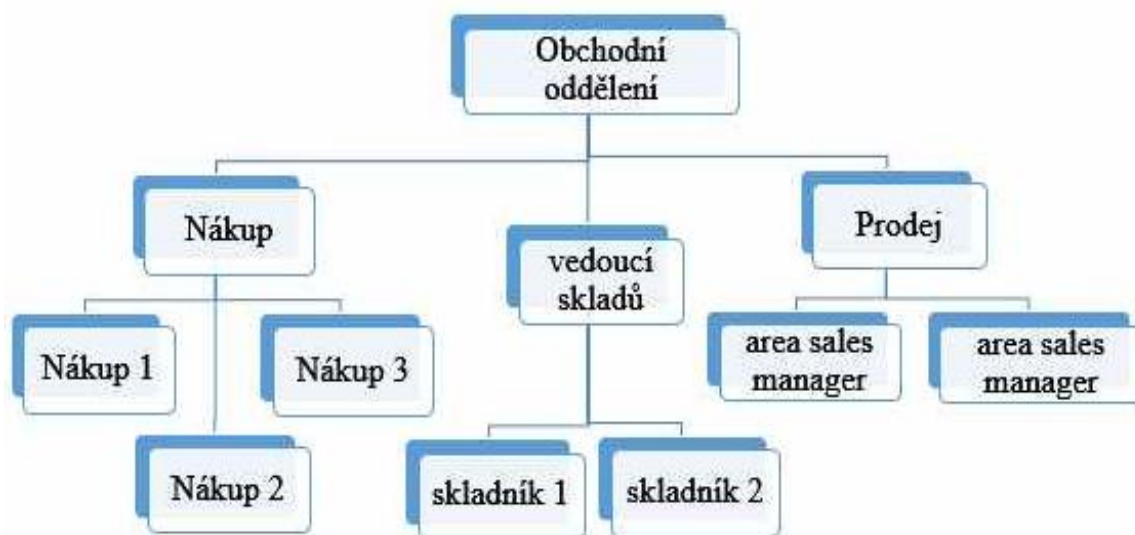 Obchodní
oddělení
Nákup
vedoucí
skladů
Prodej
Nákup 1
Nákup 3
Nákup 2
skladník 1
skladník 2
area sales
manager
area sales
manager